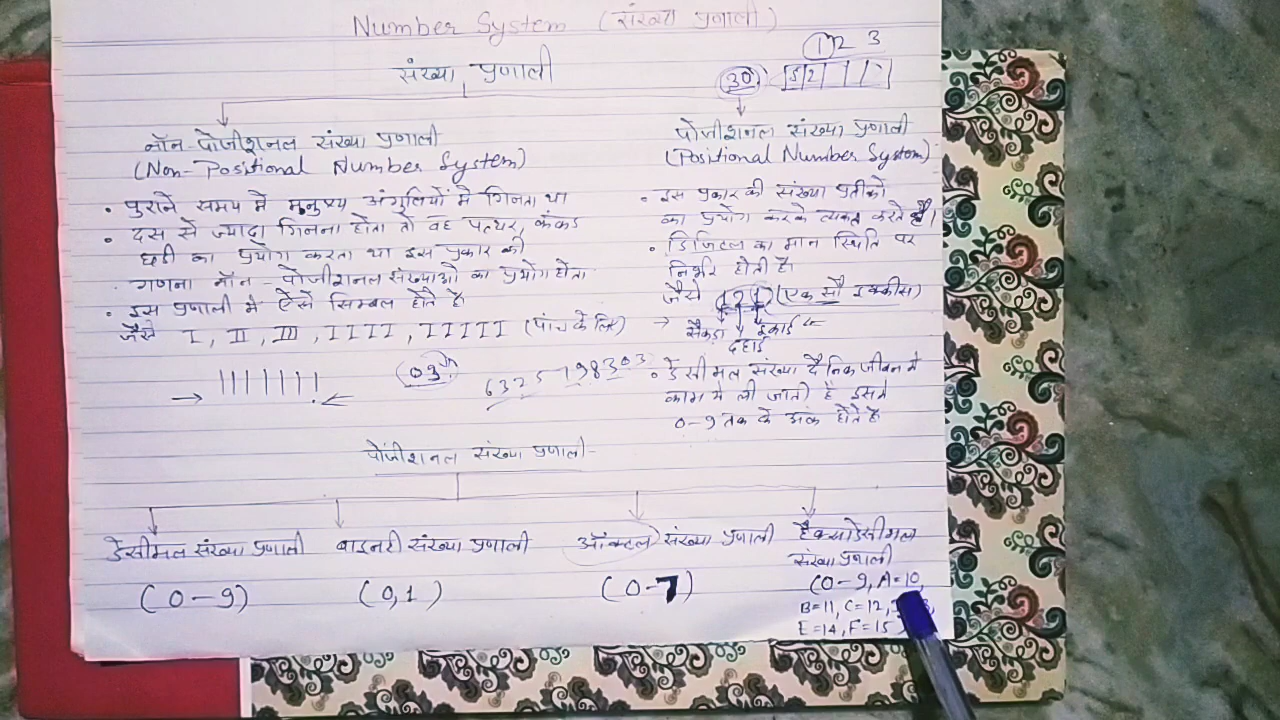 Number System (संख्या प्रणाली)
1 2 3
संख्या प्रणाली
30
5 2
नॉन-पोजीशनल संख्या प्रणाली
(Non-Positional Number System)
• पुराने समय मे मनुष्य अंगुलियों से गिनता था
• दस से ज्यादा गिनना होता तो वह पत्थर, कंकड
छडी का प्रयोग करता था इस प्रकार की
गणना नॉन-पोजीशनल संख्याओं का प्रयोग होता
• इस प्रणाली मे ऐसे सिम्बल होते है
जैसे I, II, III, IIII, IIIII (पांच के लिए)
पोजीशनल संख्या प्रणाली
(Positional Number System)
• इस प्रकार की संख्या प्रतीको
का प्रयोग करके व्यक्त करते है।
• डिजिटल का मान स्थिति पर
निर्भर होती है।
जैसे 121 (एक सौ इक्कीस)
सैकडा इकाई
दहाई
03
6325198303
• डेसीमल संख्या दैनिक जीवन मे
काम मे ली जाती है इसमे
0-9 तक के अंक होते है
पोजीशनल संख्या प्रणाली
डेसीमल संख्या प्रणाली
(0-9)
बाइनरी संख्या प्रणाली
(0,1)
ऑक्टल संख्या प्रणाली
(0-7)
हैक्साडेसीमल
संख्या प्रणाली
(0-9, A=10,
B=11, C=12,
E=14, F=15)